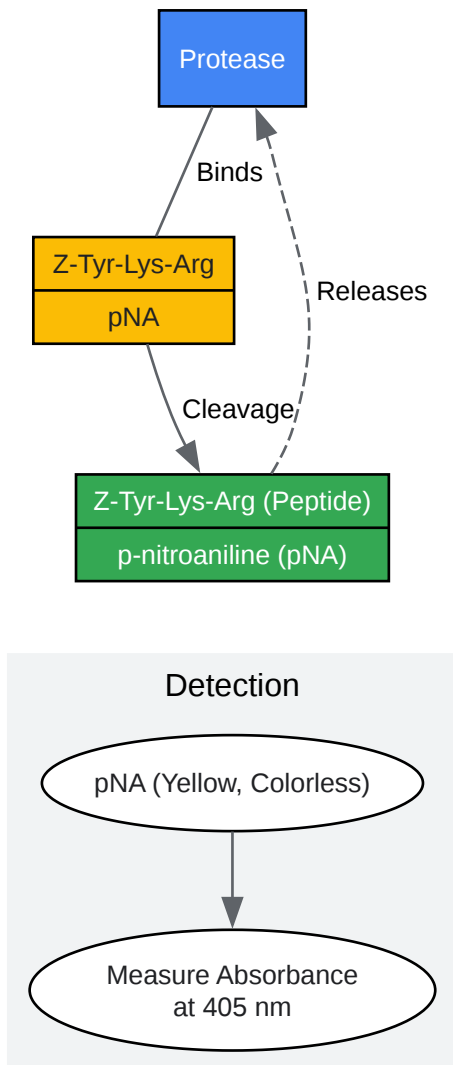 Protease
Binds
Z-Tyr-Lys-Arg
pNA
Releases
Cleavage
Z-Tyr-Lys-Arg (Peptide)
p-nitroaniline (pNA)
Detection
pNA (Yellow, Colorless)
Measure Absorbance
at 405 nm